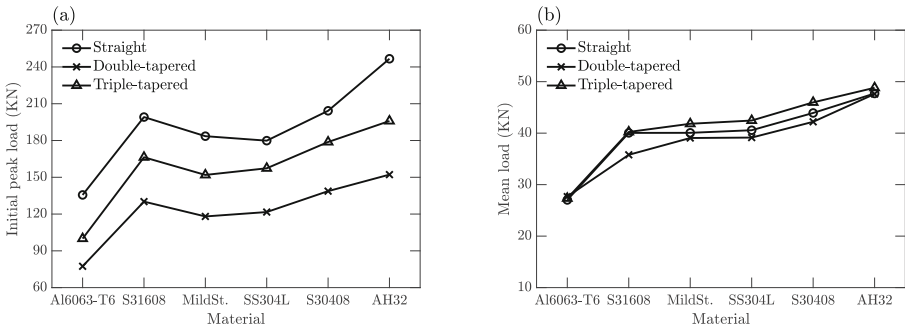 (a)
270
240
210
180
150
120
90
60
Initial peak load (KN)
Straight
Double-tapered
Triple-tapered
Al6063-T6 S31608 MildSt. SS304L S30408 AH32
Material
(b)
60
50
40
30
20
10
Mean load (KN)
Straight
Double-tapered
Triple-tapered
Al6063-T6 S31608 MildSt. SS304L S30408 AH32
Material